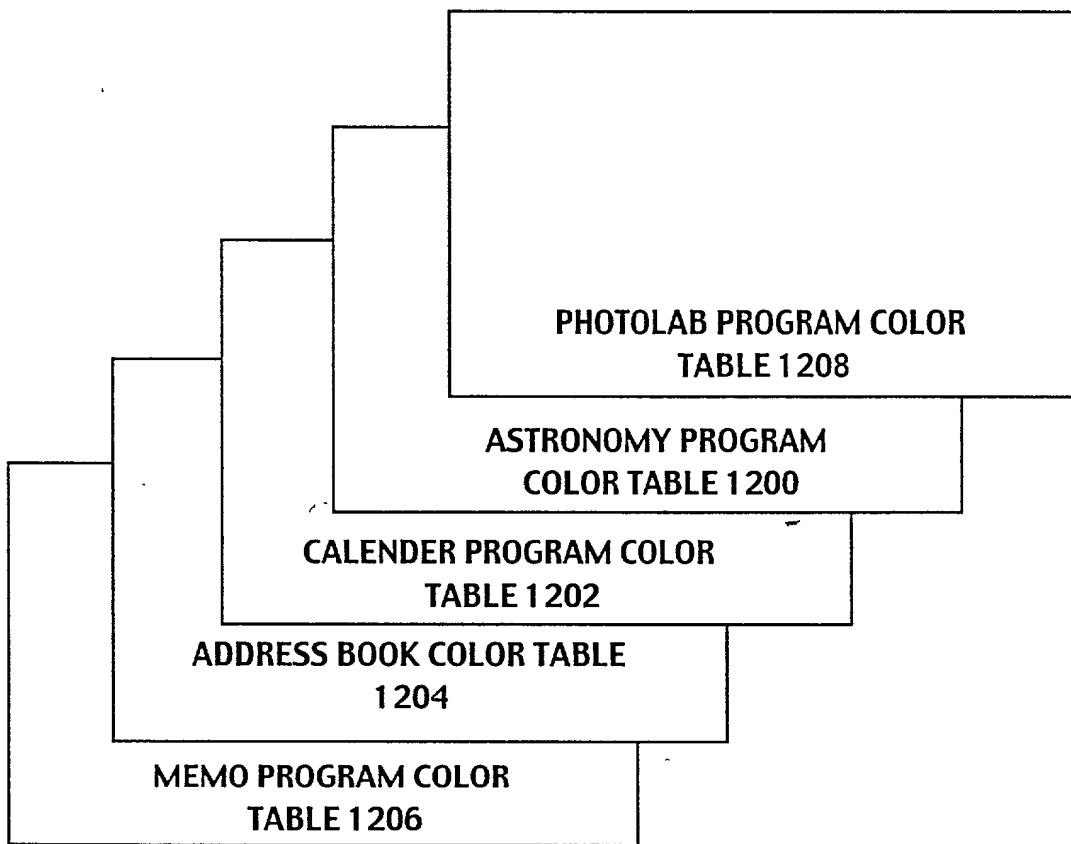 PHOTOLAB PROGRAM COLOR
TABLE 1208
ASTRONOMY PROGRAM
COLOR TABLE 1200
CALENDER PROGRAM COLOR
TABLE 1202
ADDRESS BOOK COLOR TABLE
1204
MEMO PROGRAM COLOR
TABLE 1206